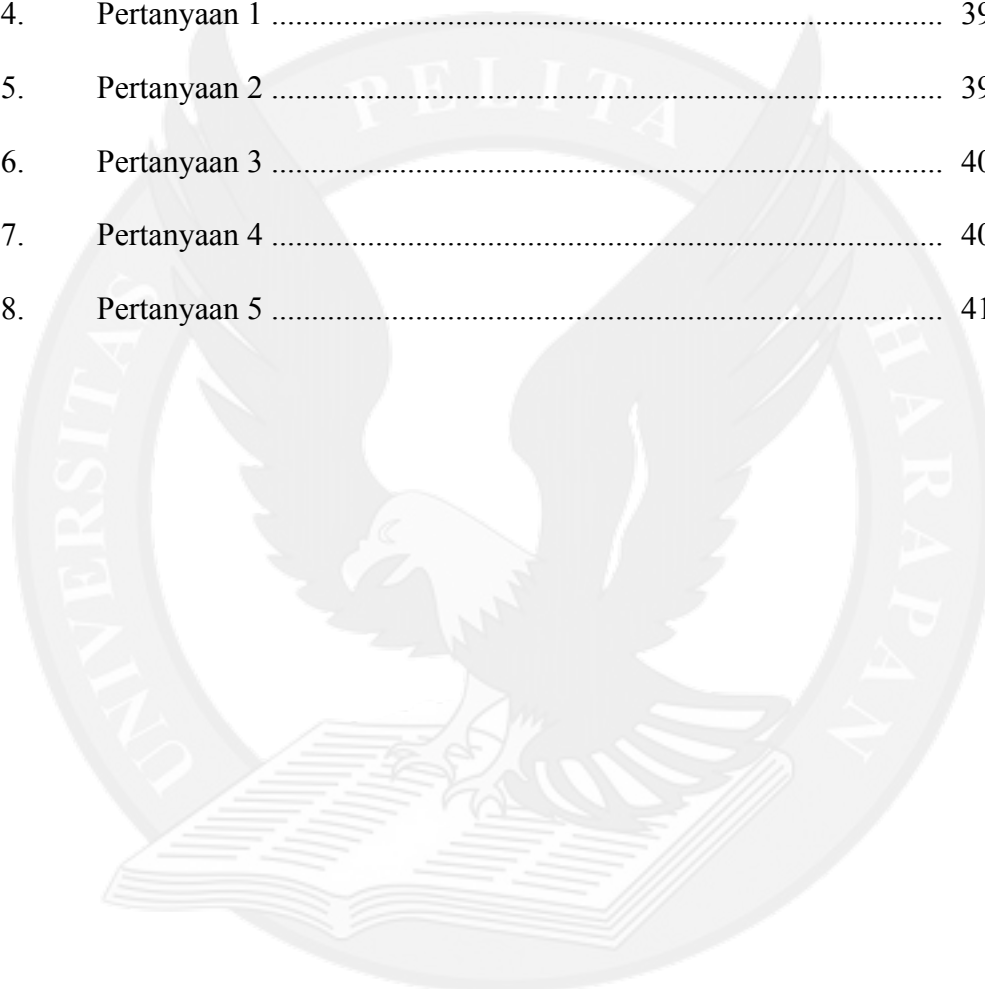 4. Pertanyaan 1 ........................................................................................ 39
5. Pertanyaan 2 ........................................................................................ 39
6. Pertanyaan 3 ........................................................................................ 40
7. Pertanyaan 4 ........................................................................................ 40
8. Pertanyaan 5 ........................................................................................ 41
UNIVERSITAS PELITA HARAPAN